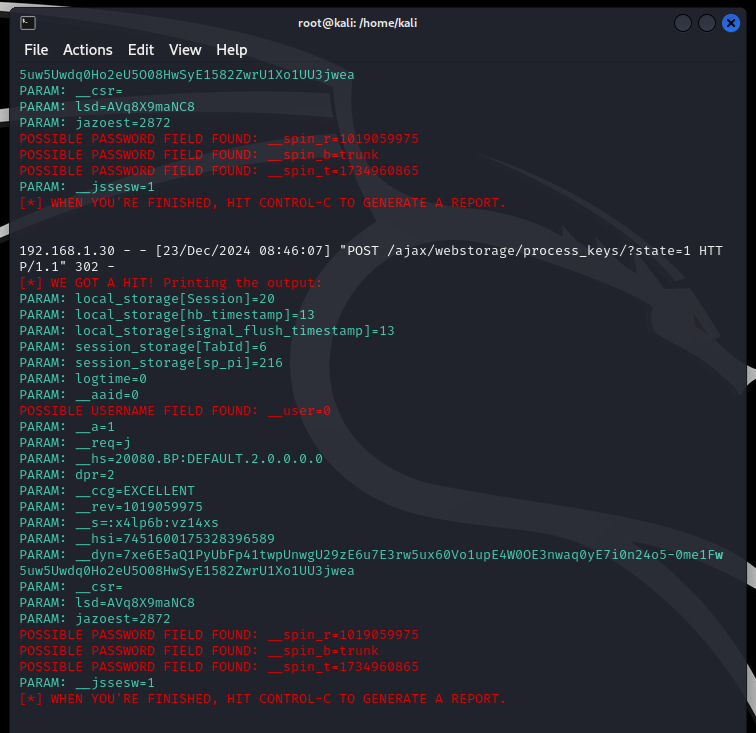 root@kali: /home/kali
File Actions Edit View Help
5uw5Uwdq0Ho2eU5O08HwSyE1582ZwrU1Xo1UU3jwea
PARAM: __csr=
PARAM: lsd=AVq8X9maNC8
PARAM: jazoest=2872
POSSIBLE PASSWORD FIELD FOUND: __spin_r=1019059975
POSSIBLE PASSWORD FIELD FOUND: __spin_b=trunk
POSSIBLE PASSWORD FIELD FOUND: __spin_t=1734960865
PARAM: __jssesw=1
[*] WHEN YOU'RE FINISHED, HIT CONTROL-C TO GENERATE A REPORT.
192.168.1.30 - - [23/Dec/2024 08:46:07] "POST /ajax/webstorage/process_keys/?state=1 HTT
P/1.1" 302 -
[*] WE GOT A HIT! Printing the output:
PARAM: local_storage[Session]=20
PARAM: local_storage[hb_timestamp]=13
PARAM: local_storage[signal_flush_timestamp]=13
PARAM: session_storage[TabId]=6
PARAM: session_storage[sp_pi]=216
PARAM: logtime=0
PARAM: __aaid=0
POSSIBLE USERNAME FIELD FOUND: __user=0
PARAM: __a=1
PARAM: __req=j
PARAM: __hs=20080.BP:DEFAULT.2.0.0.0.0
PARAM: dpr=2
PARAM: __ccg=EXCELLENT
PARAM: __rev=1019059975
PARAM: __s=:x4lp6b:vz14xs
PARAM: __hsi=7451600175328396589
PARAM: __dyn=7xe6E5aQ1PyUbFp41twpUnwgU29zE6u7E3rw5ux60Vo1upE4W0OE3nwaq0yE7i0n24o5-0me1Fw
5uw5Uwdq0Ho2eU5O08HwSyE1582ZwrU1Xo1UU3jwea
PARAM: __csr=
PARAM: lsd=AVq8X9maNC8
PARAM: jazoest=2872
POSSIBLE PASSWORD FIELD FOUND: __spin_r=1019059975
POSSIBLE PASSWORD FIELD FOUND: __spin_b=trunk
POSSIBLE PASSWORD FIELD FOUND: __spin_t=1734960865
PARAM: __jssesw=1
[*] WHEN YOU'RE FINISHED, HIT CONTROL-C TO GENERATE A REPORT.